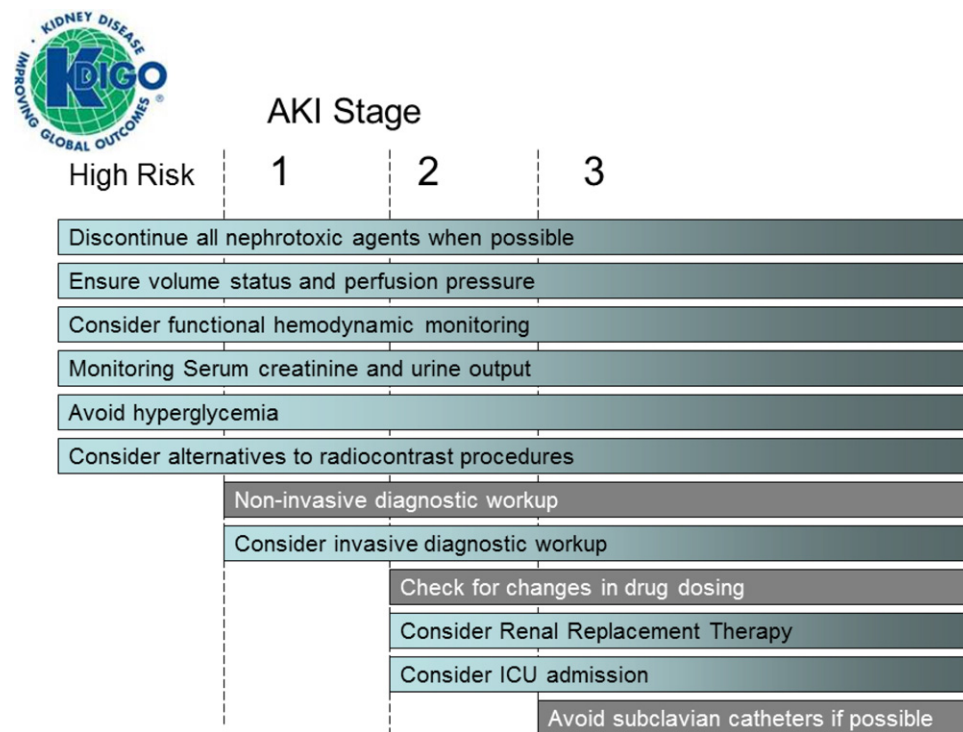 · KIDNEY DISEASE ·
IMPROVING GLOBAL OUTCOMES
KDIGO
®
AKI Stage
High Risk 1 2 3
Discontinue all nephrotoxic agents when possible
Ensure volume status and perfusion pressure
Consider functional hemodynamic monitoring
Monitoring Serum creatinine and urine output
Avoid hyperglycemia
Consider alternatives to radiocontrast procedures
Non-invasive diagnostic workup
Consider invasive diagnostic workup
Check for changes in drug dosing
Consider Renal Replacement Therapy
Consider ICU admission
Avoid subclavian catheters if possible